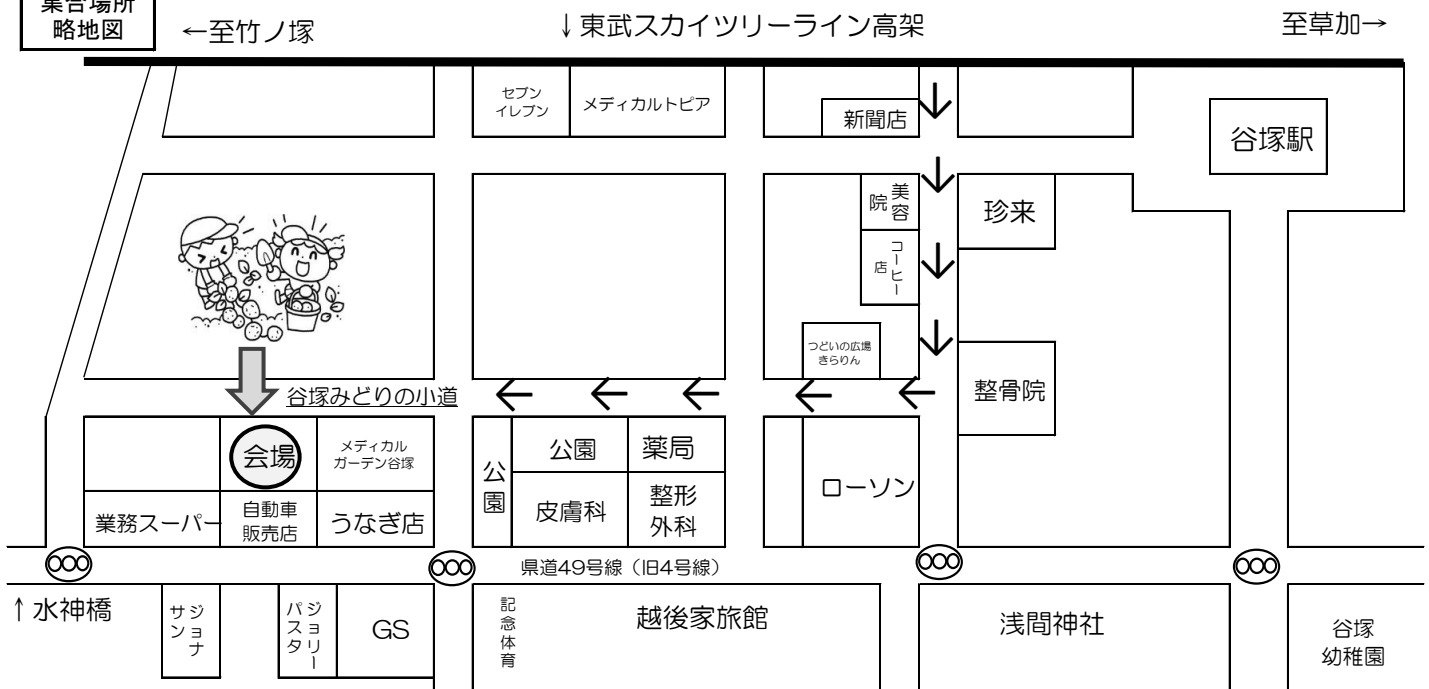 集合場所
略地図
←至竹ノ塚
↓東武スカイツリーライン高架
至草加→
セブン
イレブン
メディカルトピア
新聞店
谷塚駅
美容院
珍来
コーヒー店
つどいの広場
きらりん
整骨院
谷塚みどりの小道
会場
メディカル
ガーデン谷塚
公園
公園
薬局
ローソン
業務スーパー
自動車
販売店
うなぎ店
皮膚科
整形
外科
県道49号線（旧4号線）
↑水神橋
ジョナサン
ジョリーパスタ
GS
記念体育
越後家旅館
浅間神社
谷塚
幼稚園